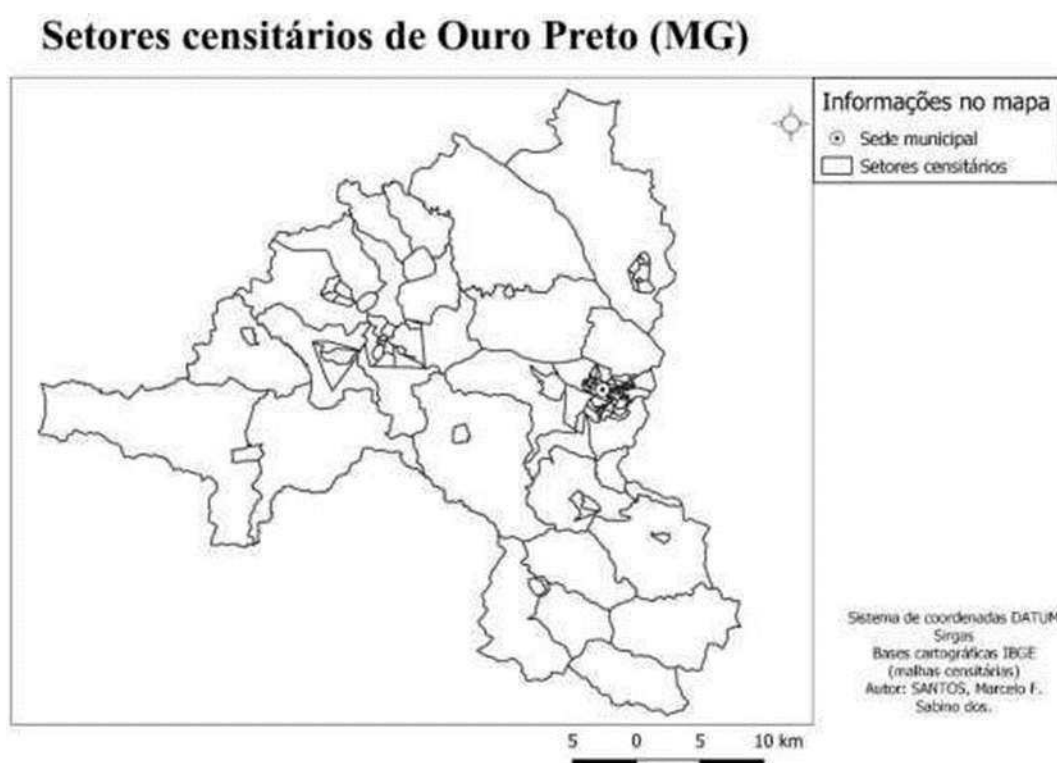 Setores censitários de Ouro Preto (MG)
Informações no mapa
Sede municipal
Setores censitários
Sistema de coordenadas DATUM
Sirgas
Bases cartográficas IBGE
(malhas censitárias)
Autor: SANTOS, Marcelo F.
Sabino dos.
5 0 5 10 km